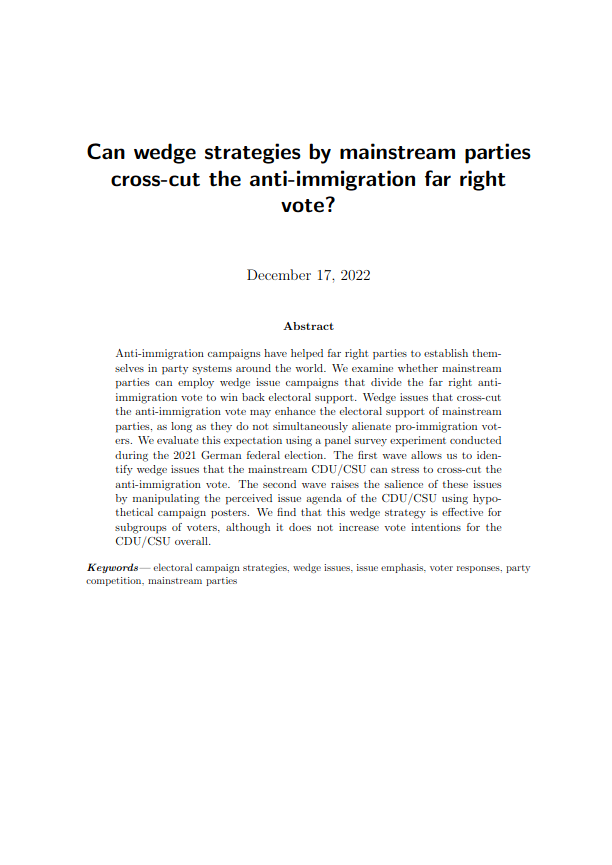 Can wedge strategies by mainstream parties
cross-cut the anti-immigration far right
vote?
December 17, 2022
Abstract
Anti-immigration campaigns have helped far right parties to establish them-
selves in party systems around the world. We examine whether mainstream
parties can employ wedge issue campaigns that divide the far right anti-
immigration vote to win back electoral support. Wedge issues that cross-cut
the anti-immigration vote may enhance the electoral support of mainstream
parties, as long as they do not simultaneously alienate pro-immigration vot-
ers. We evaluate this expectation using a panel survey experiment conducted
during the 2021 German federal election. The first wave allows us to iden-
tify wedge issues that the mainstream CDU/CSU can stress to cross-cut the
anti-immigration vote. The second wave raises the salience of these issues
by manipulating the perceived issue agenda of the CDU/CSU using hypo-
thetical campaign posters. We find that this wedge strategy is effective for
subgroups of voters, although it does not increase vote intentions for the
CDU/CSU overall.
Keywords— electoral campaign strategies, wedge issues, issue emphasis, voter responses, party
competition, mainstream parties